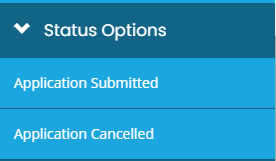 Status Options
Application Submitted
Application Cancelled